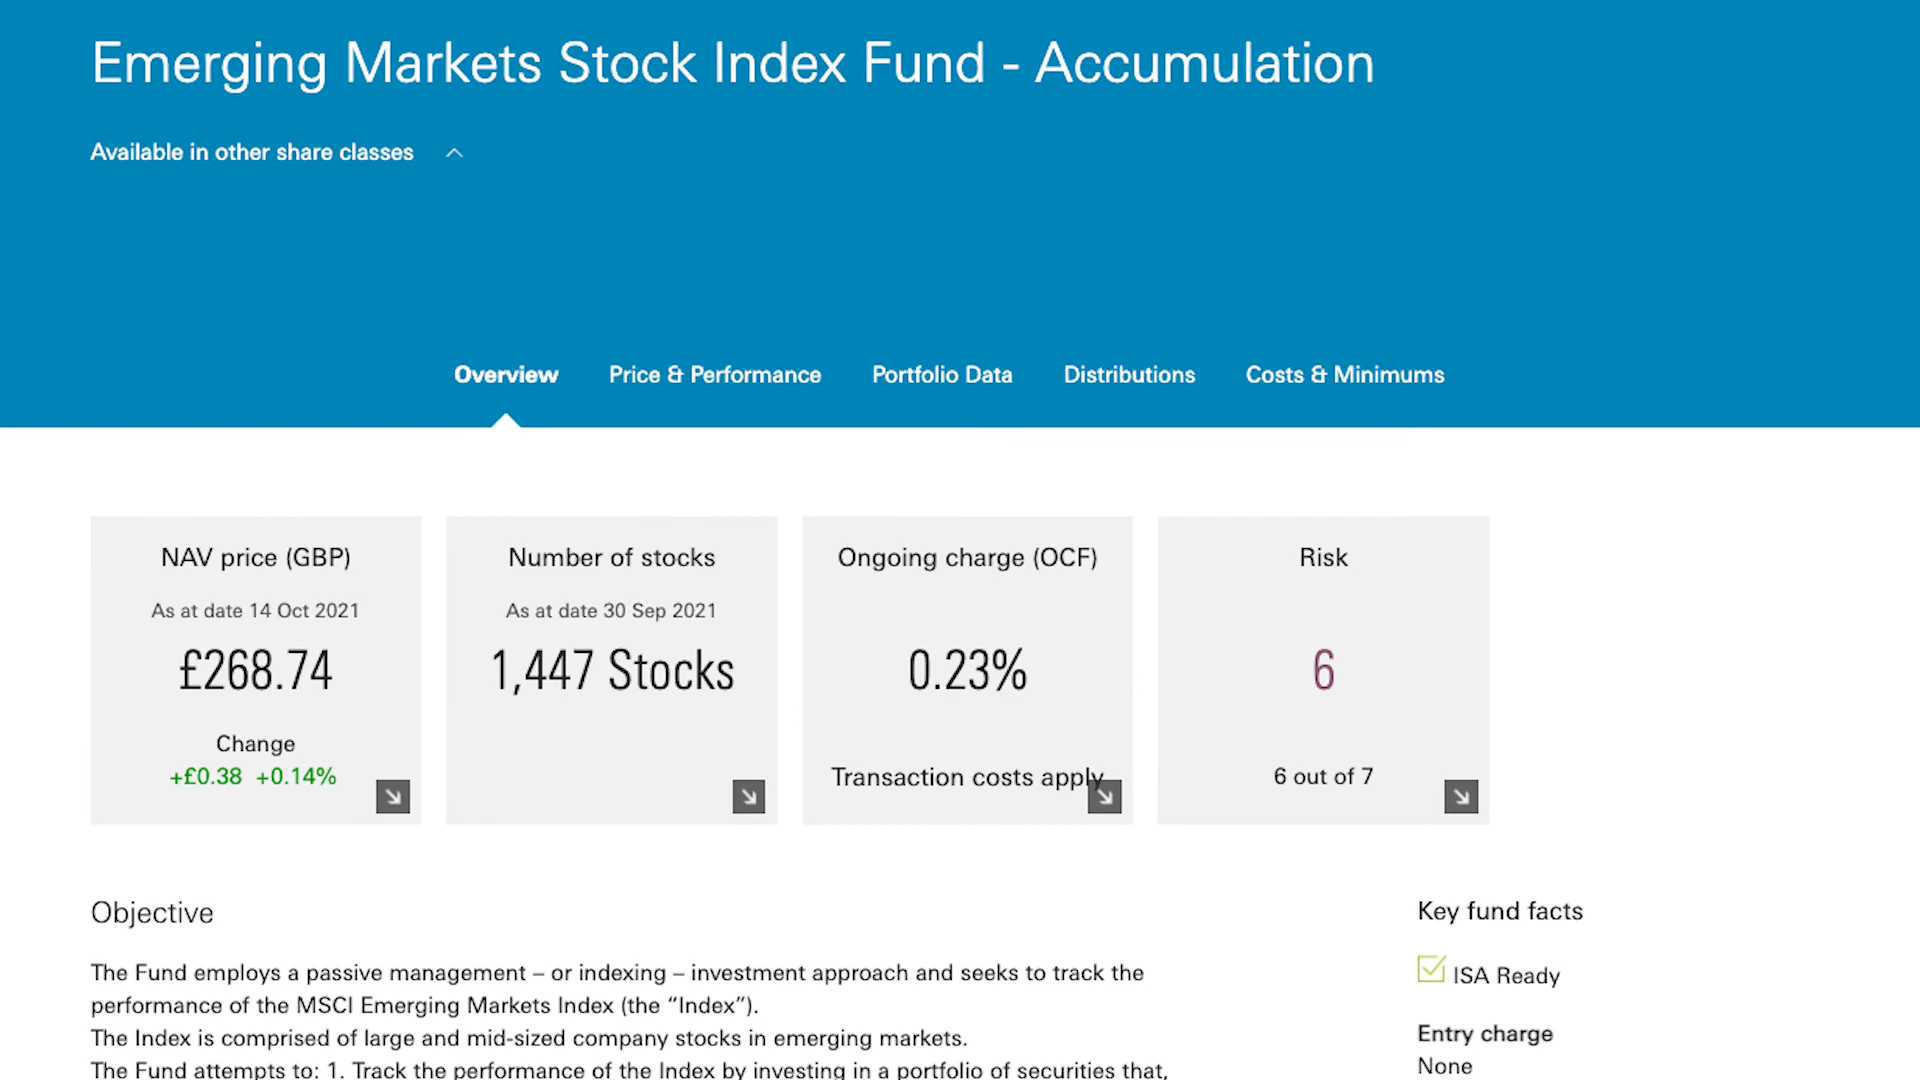 Emerging Markets Stock Index Fund - Accumulation
Available in other share classes
Overview
Price & Performance
Portfolio Data
Distributions
Costs & Minimums
NAV price (GBP)
As at date 14 Oct 2021
£268.74
Change
+£0.38 +0.14%
Number of stocks
As at date 30 Sep 2021
1,447 Stocks
Ongoing charge (OCF)
0.23%
Transaction costs apply
Risk
6
6 out of 7
Objective
The Fund employs a passive management – or indexing – investment approach and seeks to track the
performance of the MSCI Emerging Markets Index (the “Index”).
The Index is comprised of large and mid-sized company stocks in emerging markets.
The Fund attempts to: 1. Track the performance of the Index by investing in a portfolio of securities that,
Key fund facts
ISA Ready
Entry charge
None